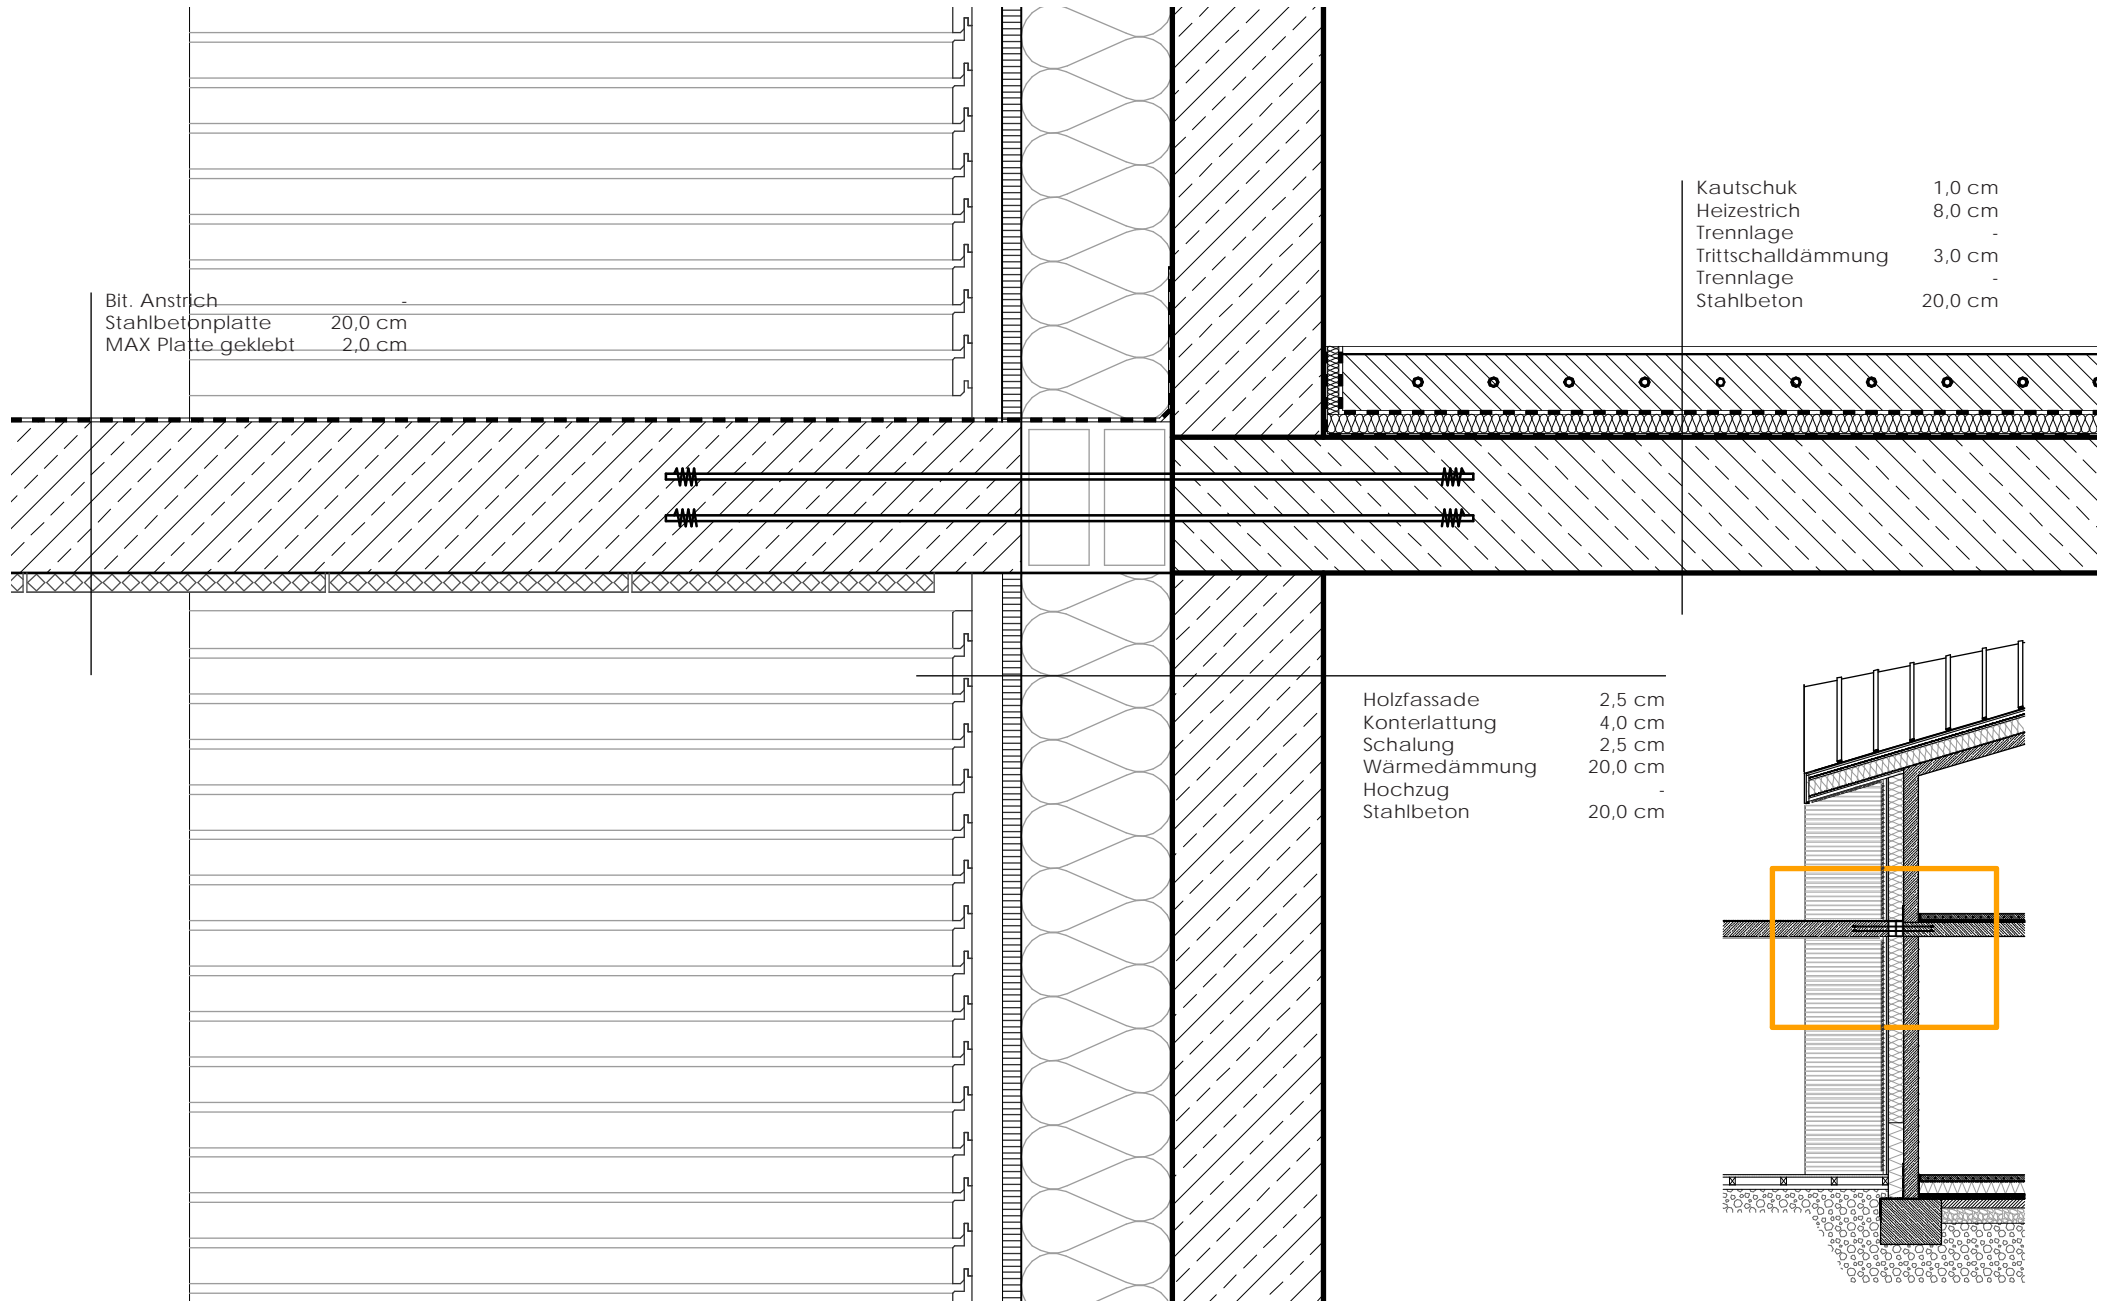 Kautschuk 1,0 cm
Heizestrich 8,0 cm
Trennlage -
Trittschalldämmung 3,0 cm
Trennlage -
Stahlbeton 20,0 cm
Bit. Anstrich -
Stahlbetonplatte 20,0 cm
MAX Platte geklebt 2,0 cm
Holzfassade 2,5 cm
Konterlattung 4,0 cm
Schalung 2,5 cm
Wärmedämmung 20,0 cm
Hochzug -
Stahlbeton 20,0 cm